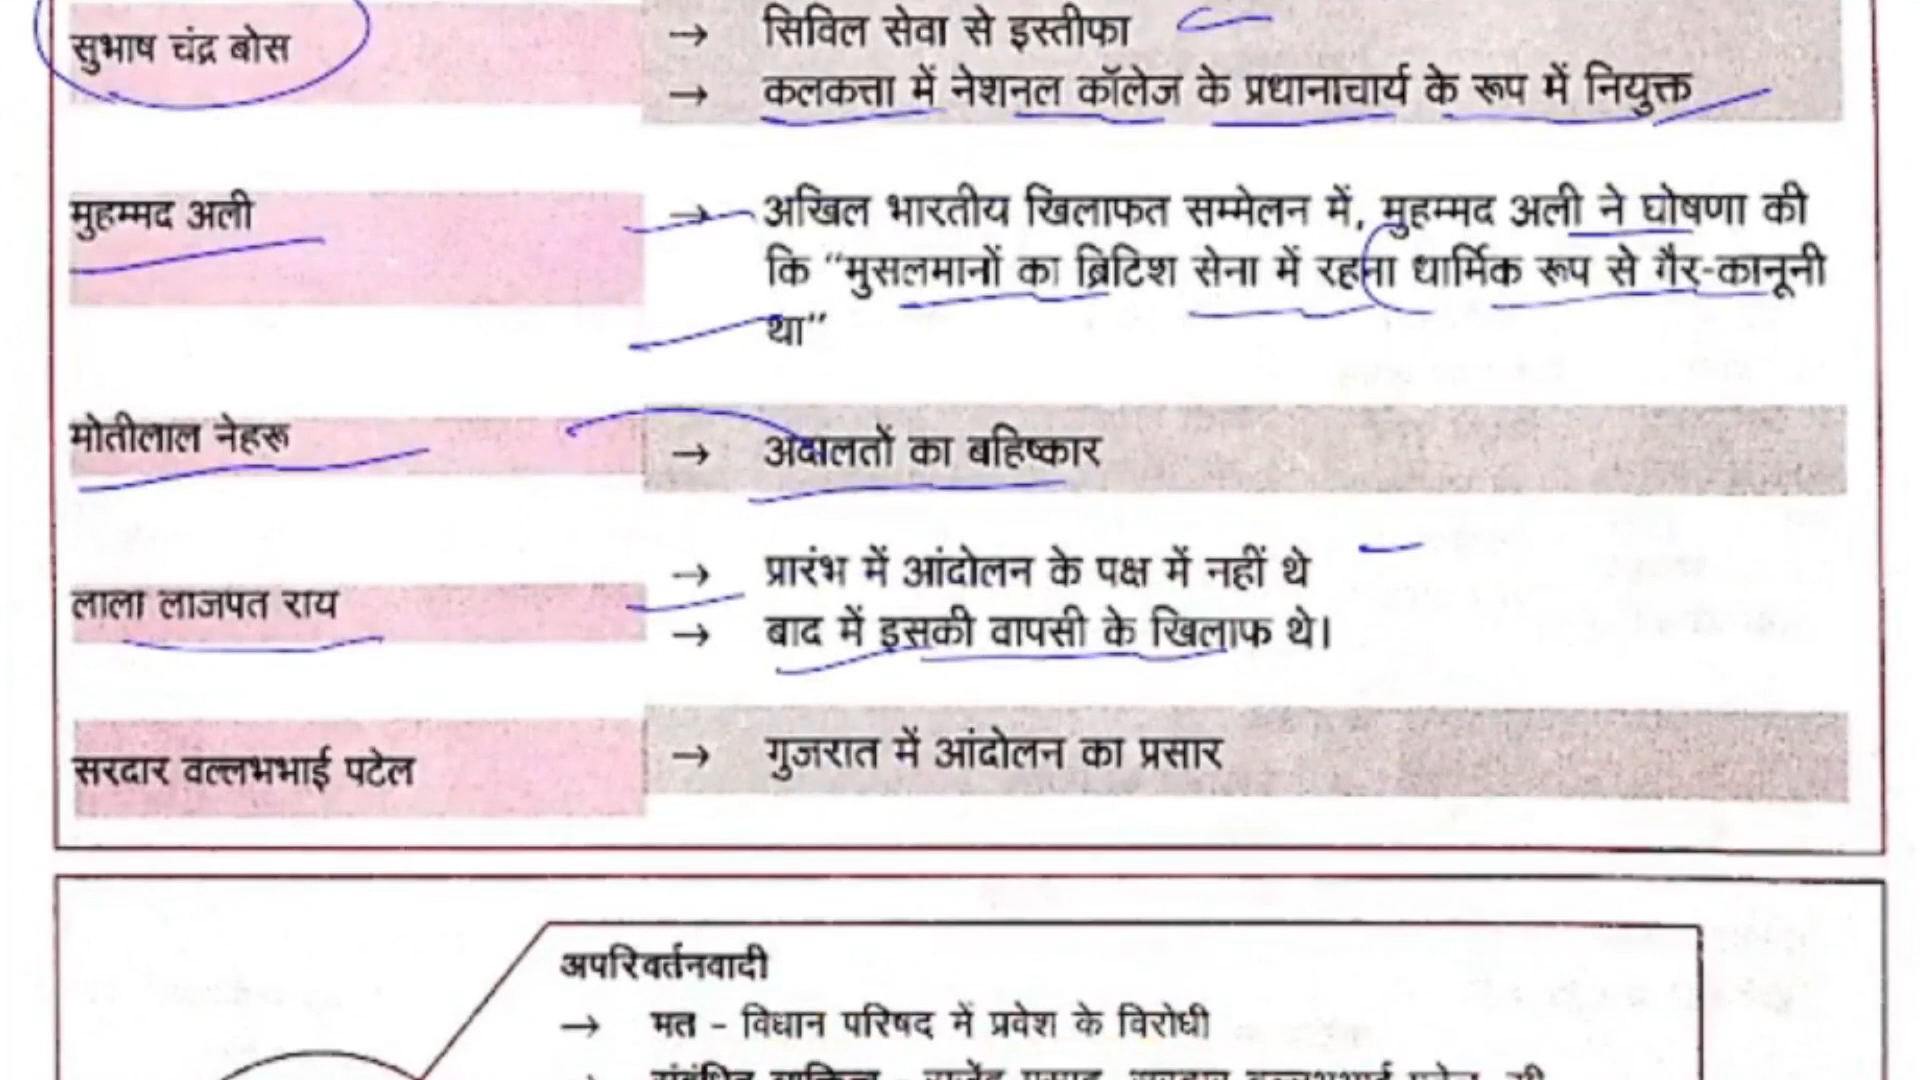 सुभाष चंद्र बोस
→ सिविल सेवा से इस्तीफा
→ कलकत्ता में नेशनल कॉलेज के प्रधानाचार्य के रूप में नियुक्त
मुहम्मद अली
→ अखिल भारतीय खिलाफत सम्मेलन में, मुहम्मद अली ने घोषणा की
कि “मुसलमानों का ब्रिटिश सेना में रहना धार्मिक रूप से गैर-कानूनी
था”
मोतीलाल नेहरू
→ अदालतों का बहिष्कार
लाला लाजपत राय
→ प्रारंभ में आंदोलन के पक्ष में नहीं थे
→ बाद में इसकी वापसी के खिलाफ थे।
सरदार वल्लभभाई पटेल
→ गुजरात में आंदोलन का प्रसार
अपरिवर्तनवादी
→ मत - विधान परिषद में प्रवेश के विरोधी